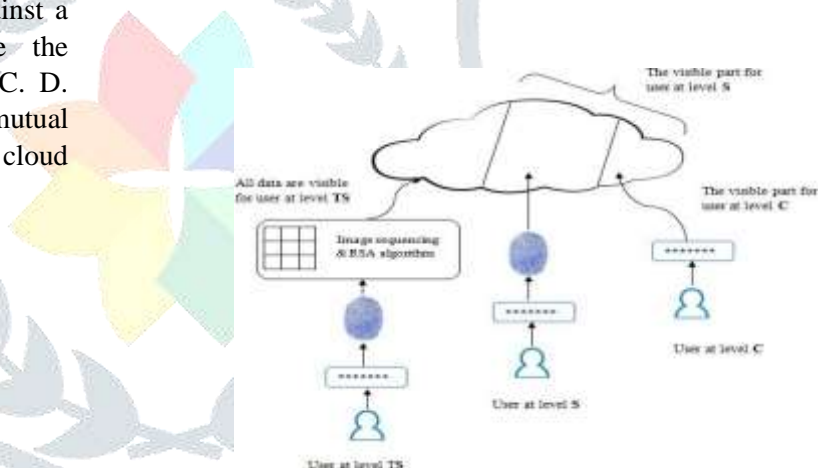 inst a
e the
C. D.
mutual
cloud
The visible part for
user at level S
All data are visible
for user at level TS
The visible part for
user at level C
Image sequencing
& RSA algorithm
*******
*******
*******
User at level C
User at level S
User at level TS